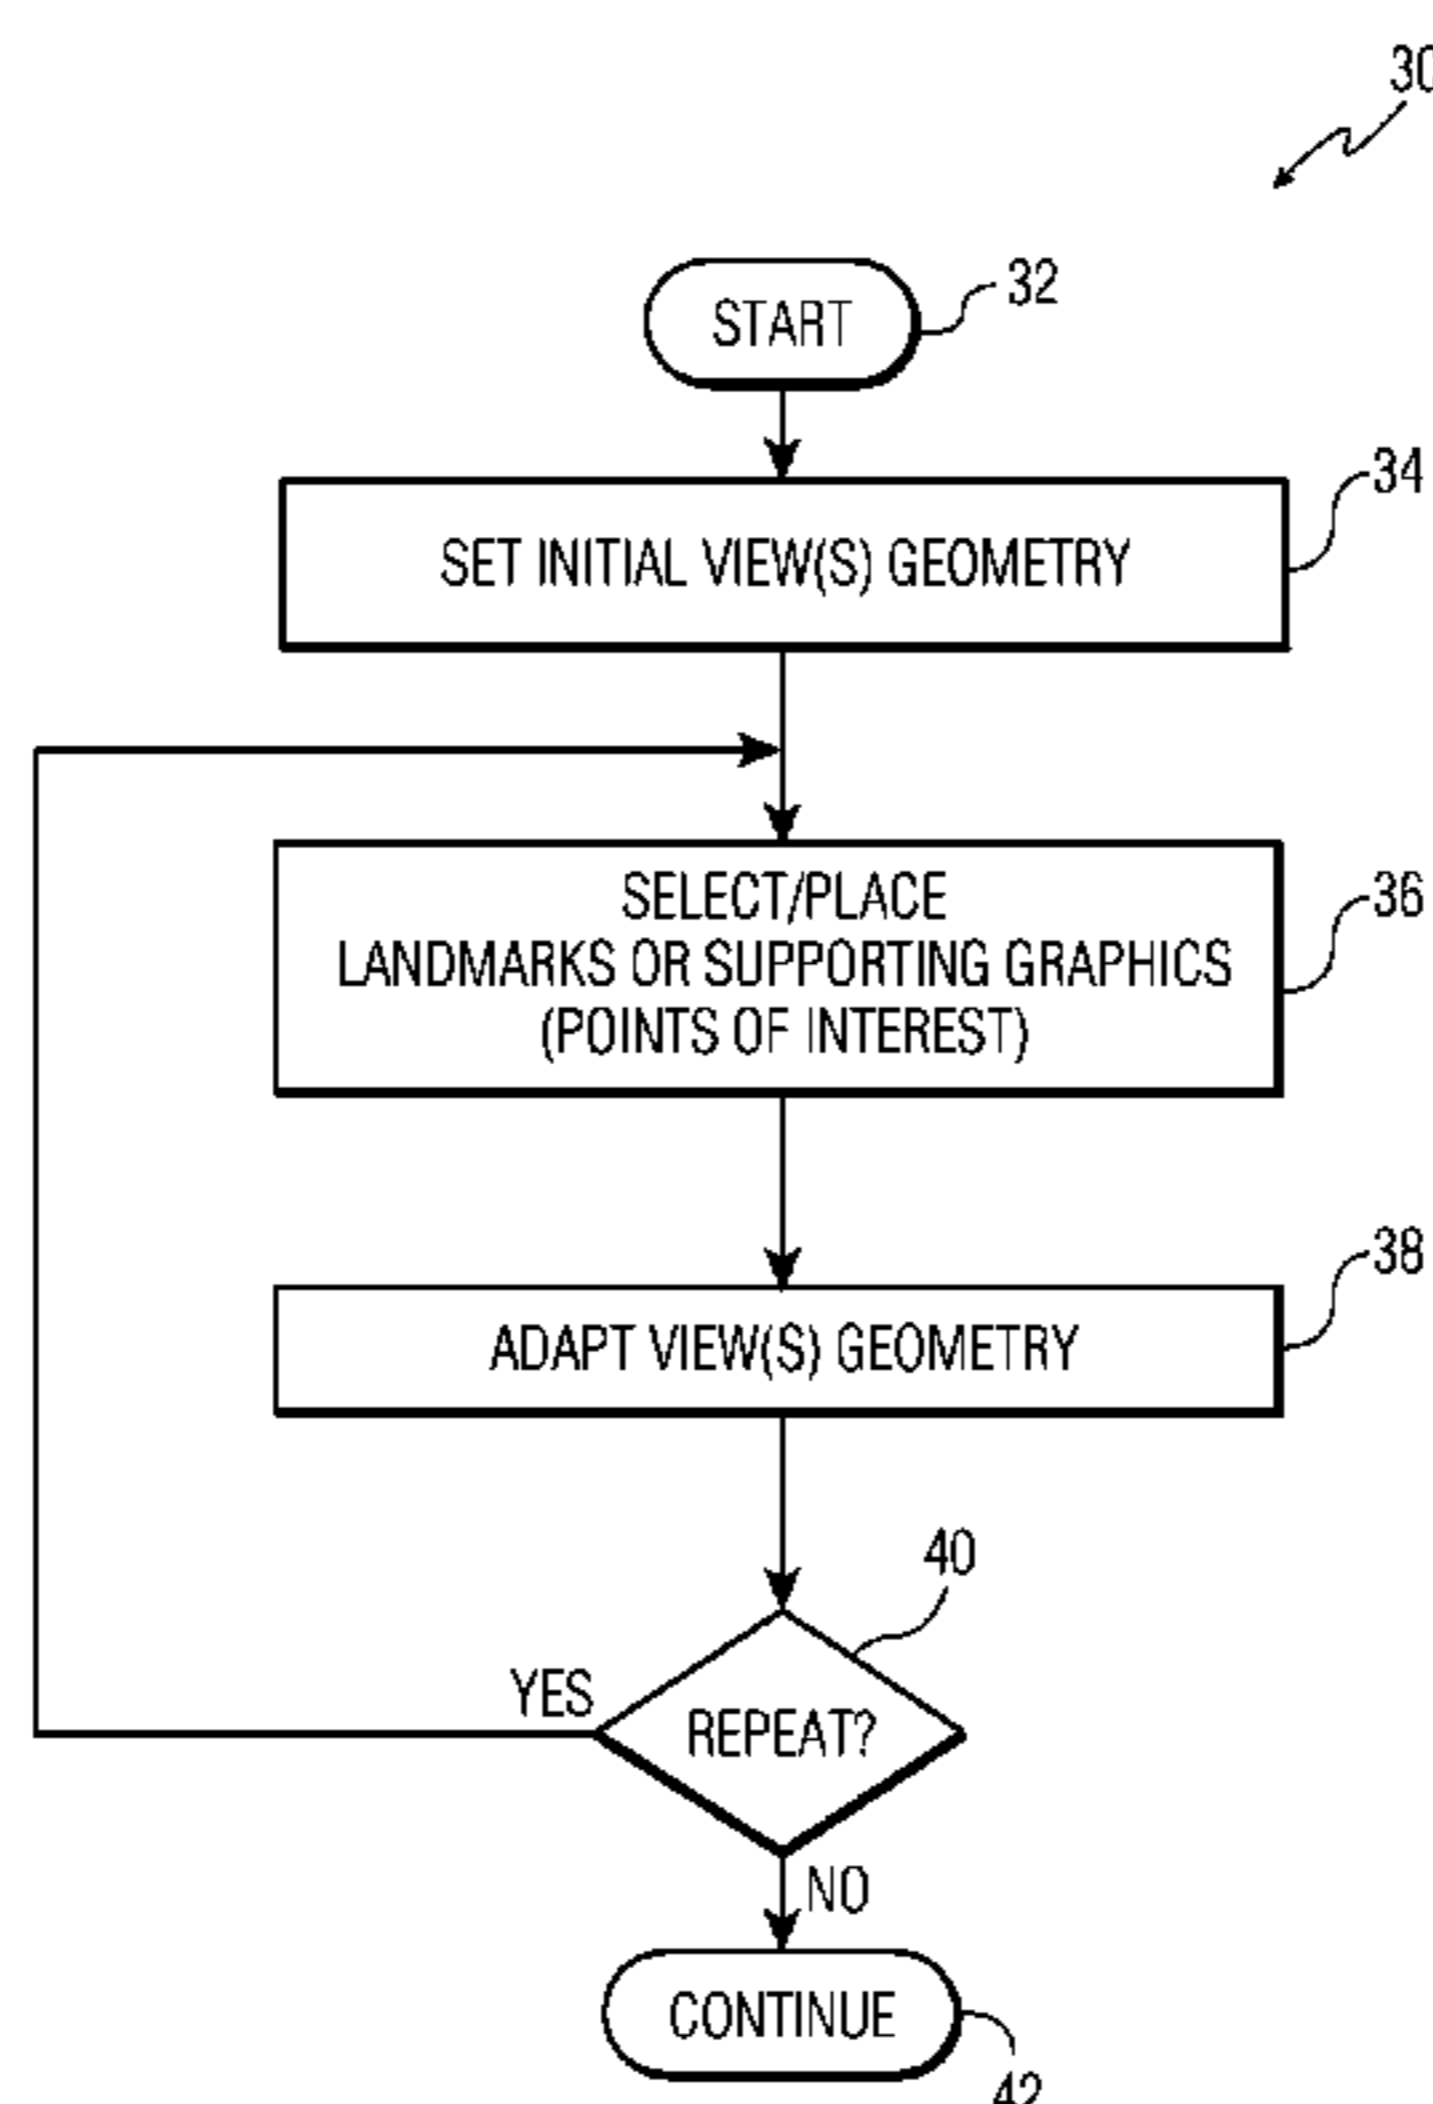 30
START
32
SET INITIAL VIEW(S) GEOMETRY
34
SELECT/PLACE
LANDMARKS OR SUPPORTING GRAPHICS
(POINTS OF INTEREST)
36
ADAPT VIEW(S) GEOMETRY
38
40
YES
REPEAT?
NO
CONTINUE
42